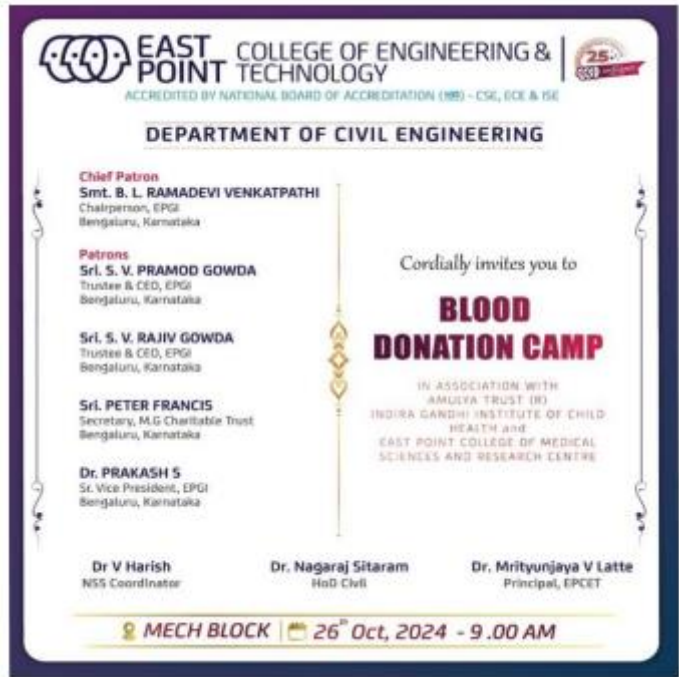 EAST POINT COLLEGE OF ENGINEERING & TECHNOLOGY
25
ACCREDITED BY NATIONAL BOARD OF ACCREDITATION (NBA) - CSE, ECE & ISE
DEPARTMENT OF CIVIL ENGINEERING
Chief Patron
Smt. B. L. RAMADEVI VENKATPATHI
Chairperson, EPGI
Bengaluru, Karnataka
Patrons
Sri. S. V. PRAMOD GOWDA
Trustee & CEO, EPGI
Bengaluru, Karnataka
Sri. S. V. RAJIV GOWDA
Trustee & CEO, EPGI
Bengaluru, Karnataka
Sri. PETER FRANCIS
Secretary, M.G Charitable Trust
Bengaluru, Karnataka
Dr. PRAKASH S
Sr. Vice President, EPGI
Bengaluru, Karnataka
Cordially invites you to
BLOOD
DONATION CAMP
IN ASSOCIATION WITH
AMULYA TRUST (R)
INDIRA GANDHI INSTITUTE OF CHILD
HEALTH and
EAST POINT COLLEGE OF MEDICAL
SCIENCES AND RESEARCH CENTRE
Dr V Harish
NSS Coordinator
Dr. Nagaraj Sitaram
HoD Civil
Dr. Mrityunjaya V Latte
Principal, EPCET
MECH BLOCK | 26th Oct, 2024 - 9.00 AM